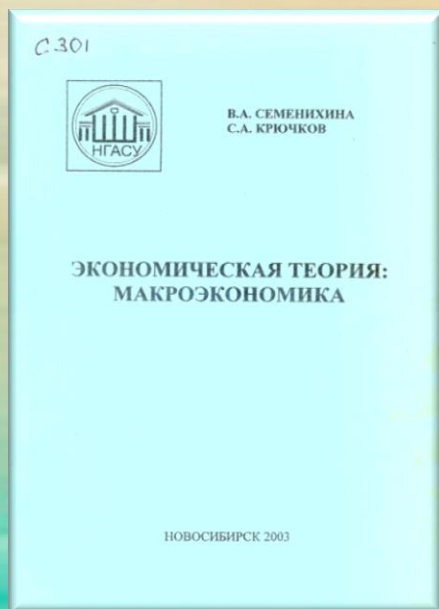 С 301
НГАСУ
В.А. СЕМЕНИХИНА
С.А. КРЮЧКОВ
ЭКОНОМИЧЕСКАЯ ТЕОРИЯ:
МАКРОЭКОНОМИКА
НОВОСИБИРСК 2003